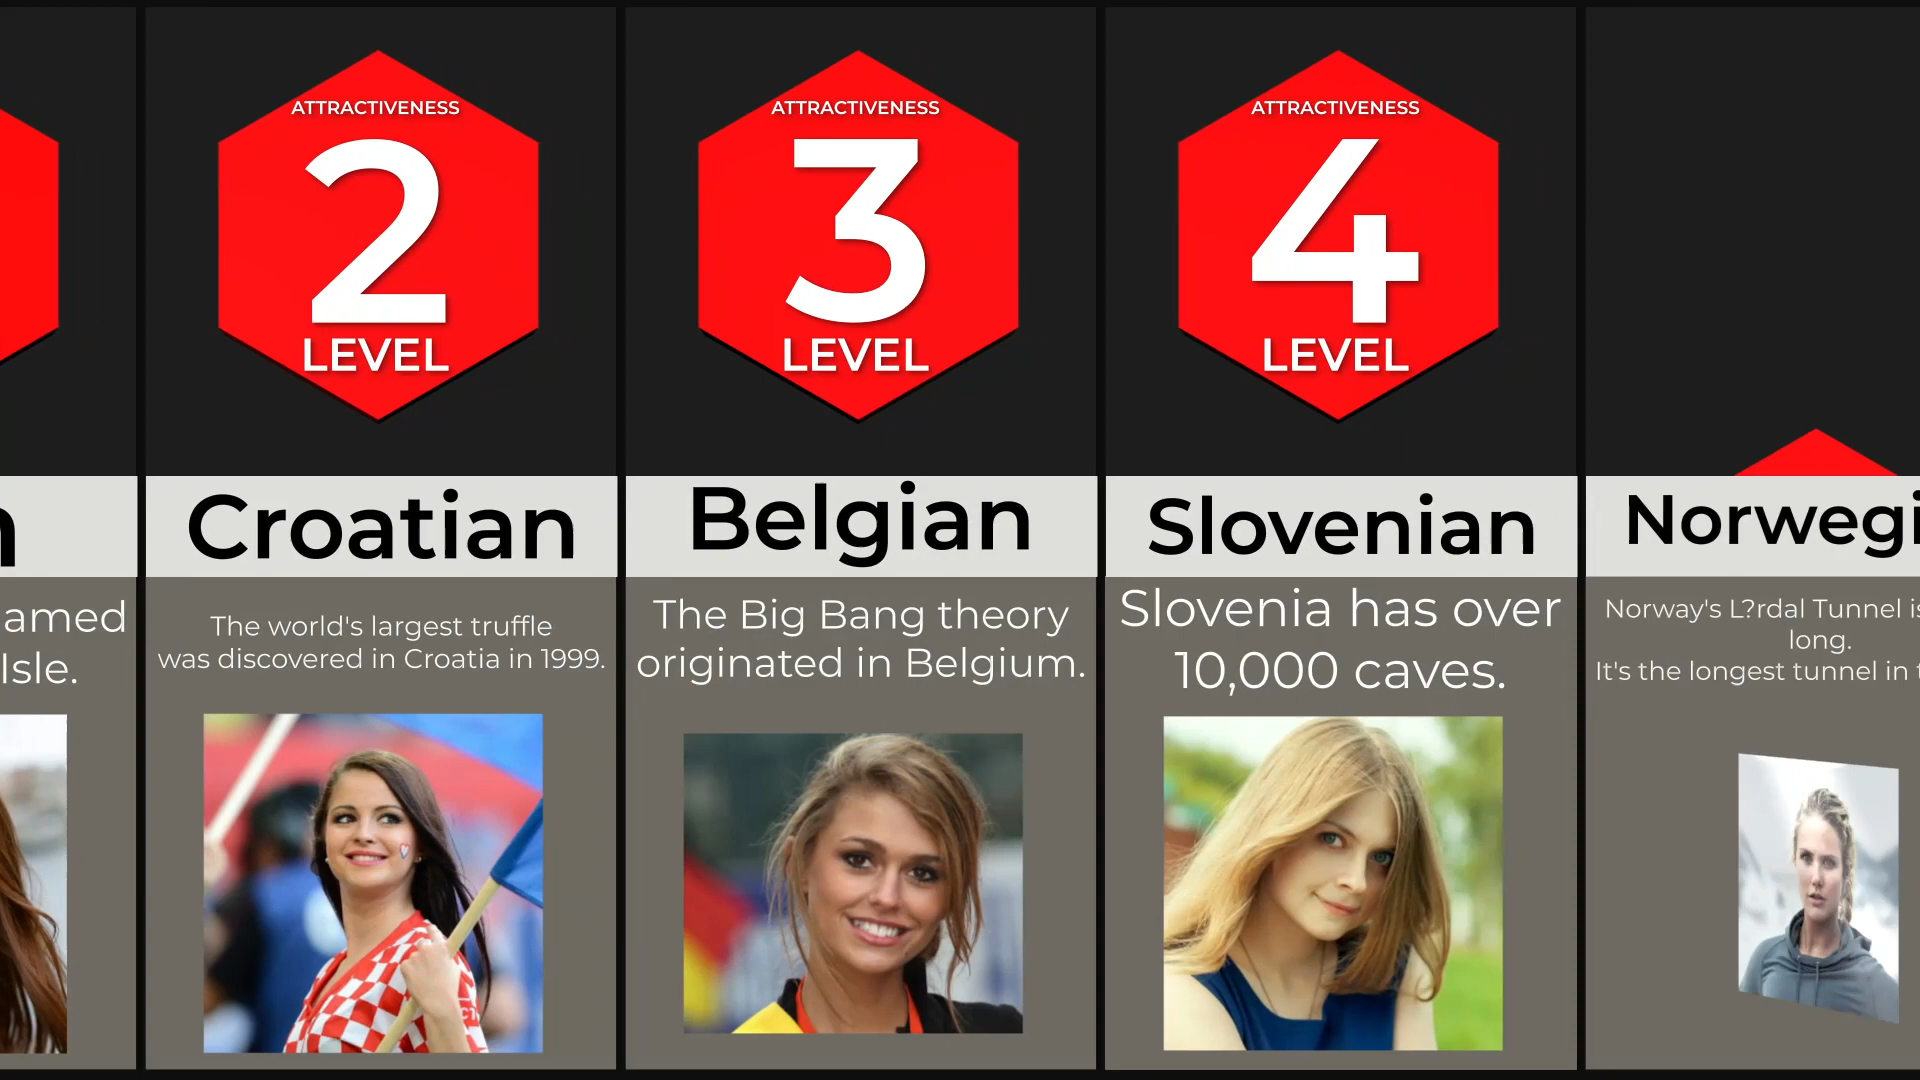 n
amed
Isle.
ATTRACTIVENESS
2
LEVEL
Croatian
The world's largest truffle
was discovered in Croatia in 1999.
ATTRACTIVENESS
3
LEVEL
Belgian
The Big Bang theory
originated in Belgium.
ATTRACTIVENESS
4
LEVEL
Slovenian
Slovenia has over
10,000 caves.
Norwegi
Norway's L?rdal Tunnel is
long.
It's the longest tunnel in t